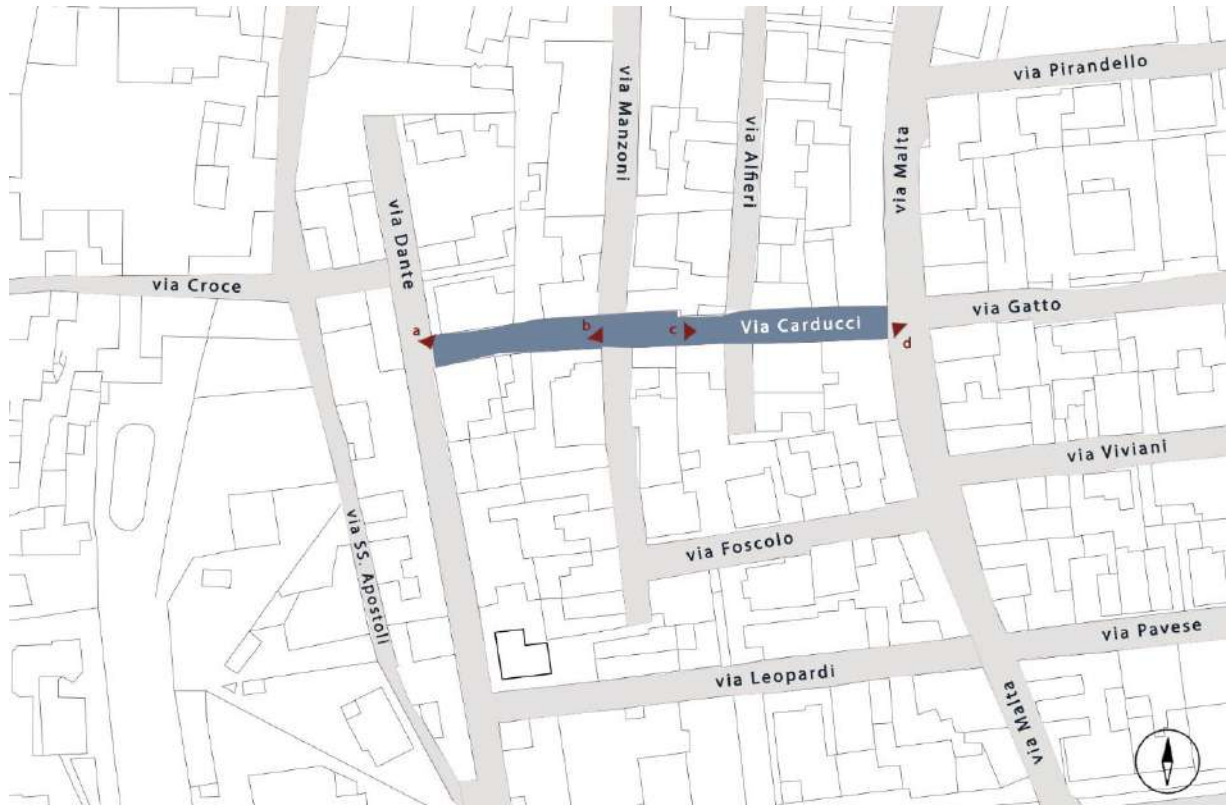 via Pirandello
via Manzoni
via Alfieri
via Malta
via Dante
via Croce
via Gatto
a
b
c
Via Carducci
d
via Viviani
via Foscolo
via SS. Apostoli
via Pavese
via Leopardi
via Malta